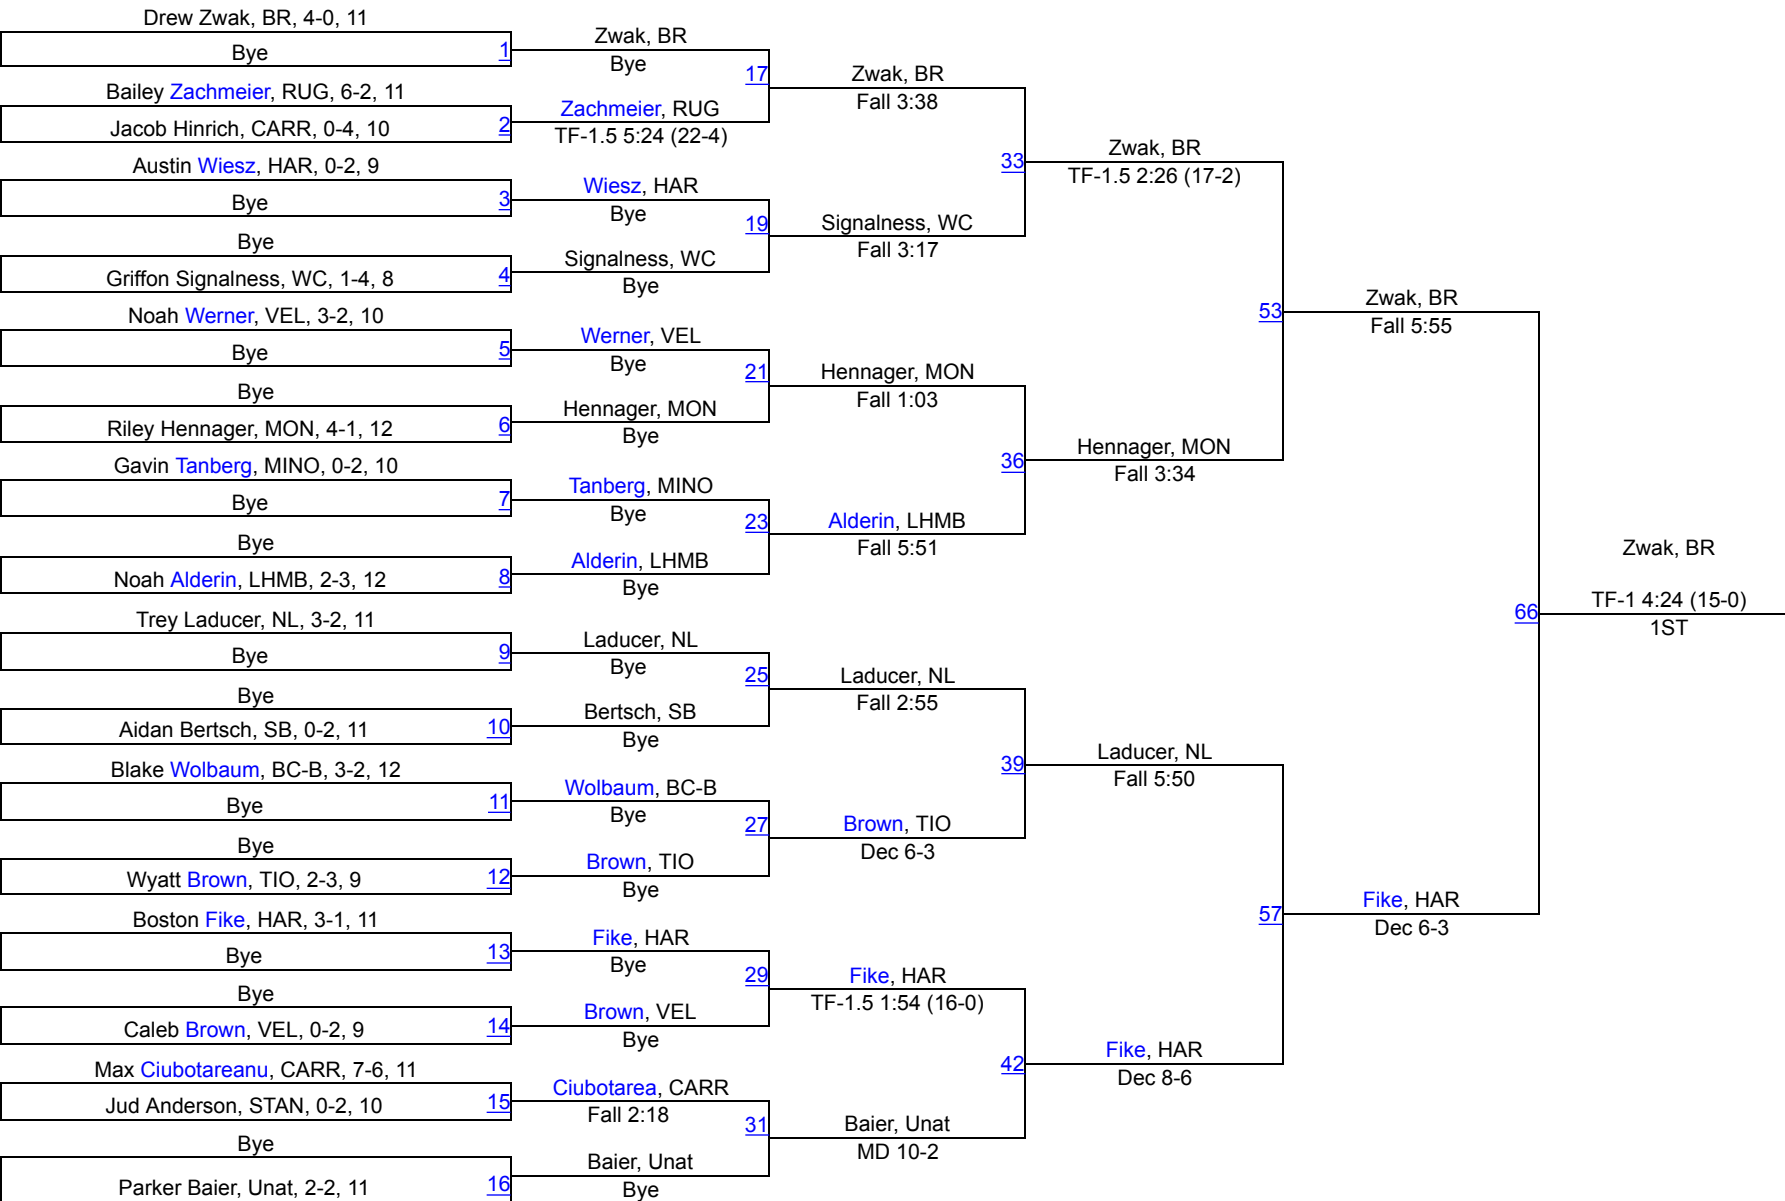 Drew Zwak, BR, 4-0, 11
Bye
1
Bailey Zachmeier, RUG, 6-2, 11
Jacob Hinrich, CARR, 0-4, 10
2
Austin Wiesz, HAR, 0-2, 9
Bye
3
Bye
Griffon Signalness, WC, 1-4, 8
4
Noah Werner, VEL, 3-2, 10
Bye
5
Bye
Riley Hennager, MON, 4-1, 12
6
Gavin Tanberg, MINO, 0-2, 10
Bye
7
Bye
Noah Alderin, LHMB, 2-3, 12
8
Trey Laducer, NL, 3-2, 11
Bye
9
Bye
Aidan Bertsch, SB, 0-2, 11
10
Blake Wolbaum, BC-B, 3-2, 12
Bye
11
Bye
Wyatt Brown, TIO, 2-3, 9
12
Boston Fike, HAR, 3-1, 11
Bye
13
Bye
Caleb Brown, VEL, 0-2, 9
14
Max Ciubotareanu, CARR, 7-6, 11
Jud Anderson, STAN, 0-2, 10
15
Bye
Parker Baier, Unat, 2-2, 11
16
Zwak, BR
Bye
17
Zachmeier, RUG
TF-1.5 5:24 (22-4)
Wiesz, HAR
Bye
19
Signalness, WC
Bye
Werner, VEL
Bye
21
Hennager, MON
Bye
Tanberg, MINO
Bye
23
Alderin, LHMB
Bye
Laducer, NL
Bye
25
Bertsch, SB
Bye
Wolbaum, BC-B
Bye
27
Brown, TIO
Bye
Fike, HAR
Bye
29
Brown, VEL
Bye
Ciubotarea, CARR
Fall 2:18
31
Baier, Unat
Bye
Zwak, BR
Fall 3:38
33
Signalness, WC
Fall 3:17
Hennager, MON
Fall 1:03
36
Alderin, LHMB
Fall 5:51
Laducer, NL
Fall 2:55
39
Brown, TIO
Dec 6-3
Fike, HAR
TF-1.5 1:54 (16-0)
42
Baier, Unat
MD 10-2
Zwak, BR
TF-1.5 2:26 (17-2)
53
Hennager, MON
Fall 3:34
Laducer, NL
Fall 5:50
57
Fike, HAR
Dec 8-6
Zwak, BR
Fall 5:55
66
Fike, HAR
Dec 6-3
Zwak, BR
TF-1 4:24 (15-0)
1ST